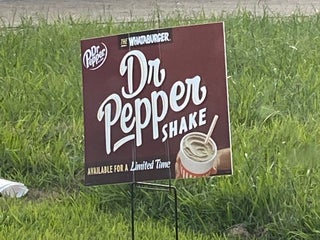 Dr Pepper
THE WHATABURGER
Dr
Pepper
SHAKE
AVAILABLE FOR A Limited Time